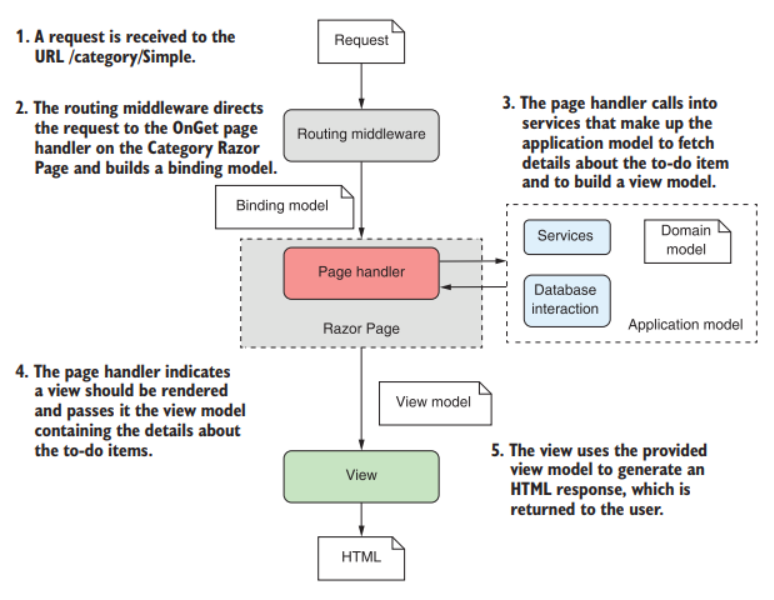 1. A request is received to the
URL /category/Simple.
Request
2. The routing middleware directs
the request to the OnGet page
handler on the Category Razor
Page and builds a binding model.
Routing middleware
3. The page handler calls into
services that make up the
application model to fetch
details about the to-do item
and to build a view model.
Binding model
Page handler
Razor Page
Services
Domain
model
Database
interaction
Application model
4. The page handler indicates
a view should be rendered
and passes it the view model
containing the details about
the to-do items.
View model
View
5. The view uses the provided
view model to generate an
HTML response, which is
returned to the user.
HTML